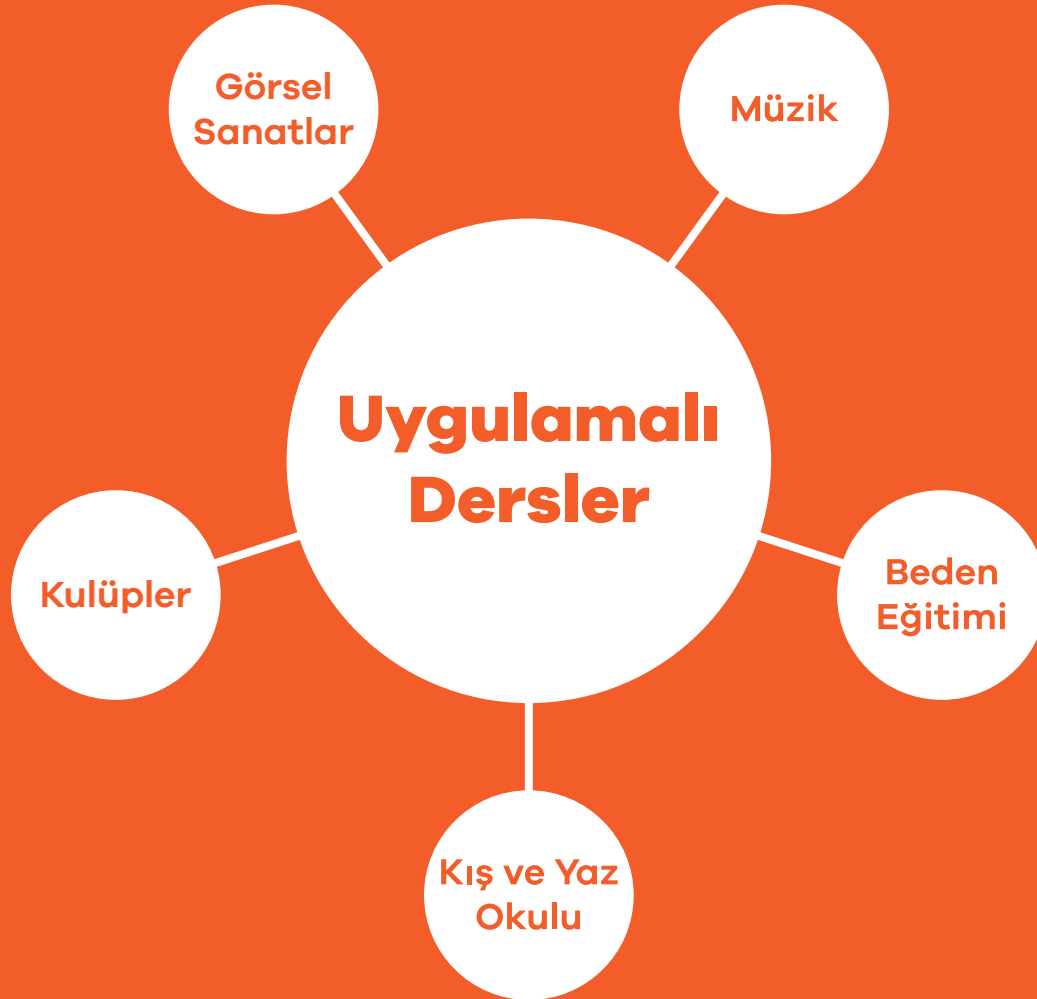 Görsel
Sanatlar
Müzik
Uygulamalı
Dersler
Kulüpler
Beden
Eğitimi
Kış ve Yaz
Okulu